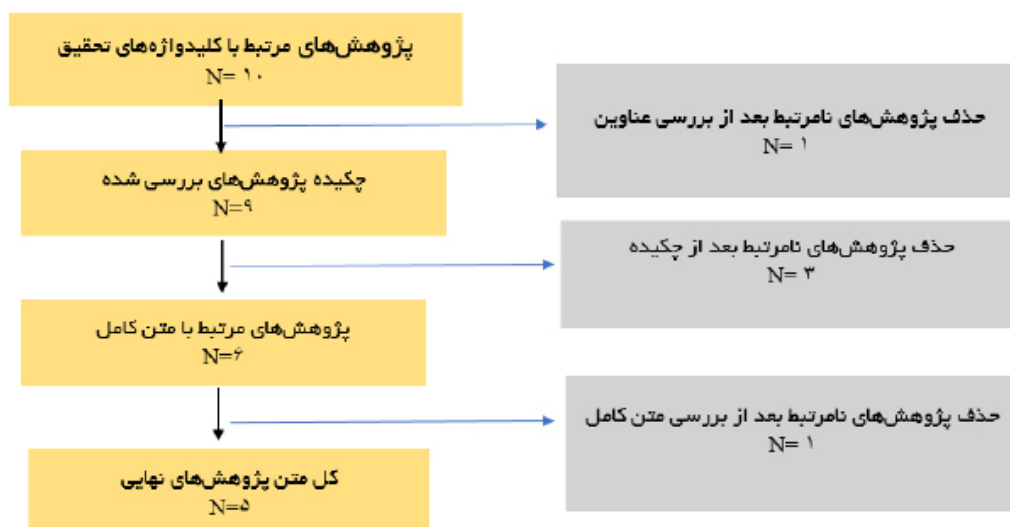 پژوهش‌های مرتبط با کلیدواژه‌های تحقیق
N= ۱۰
حذف پژوهش‌های نامرتبط بعد از بررسی عناوین
N= ۱
چکیده پژوهش‌های بررسی شده
N=۹
حذف پژوهش‌های نامرتبط بعد از چکیده
N= ۳
پژوهش‌های مرتبط با متن کامل
N=۶
حذف پژوهش‌های نامرتبط بعد از بررسی متن کامل
N= ۱
کل متن پژوهش‌های نهایی
N=۵